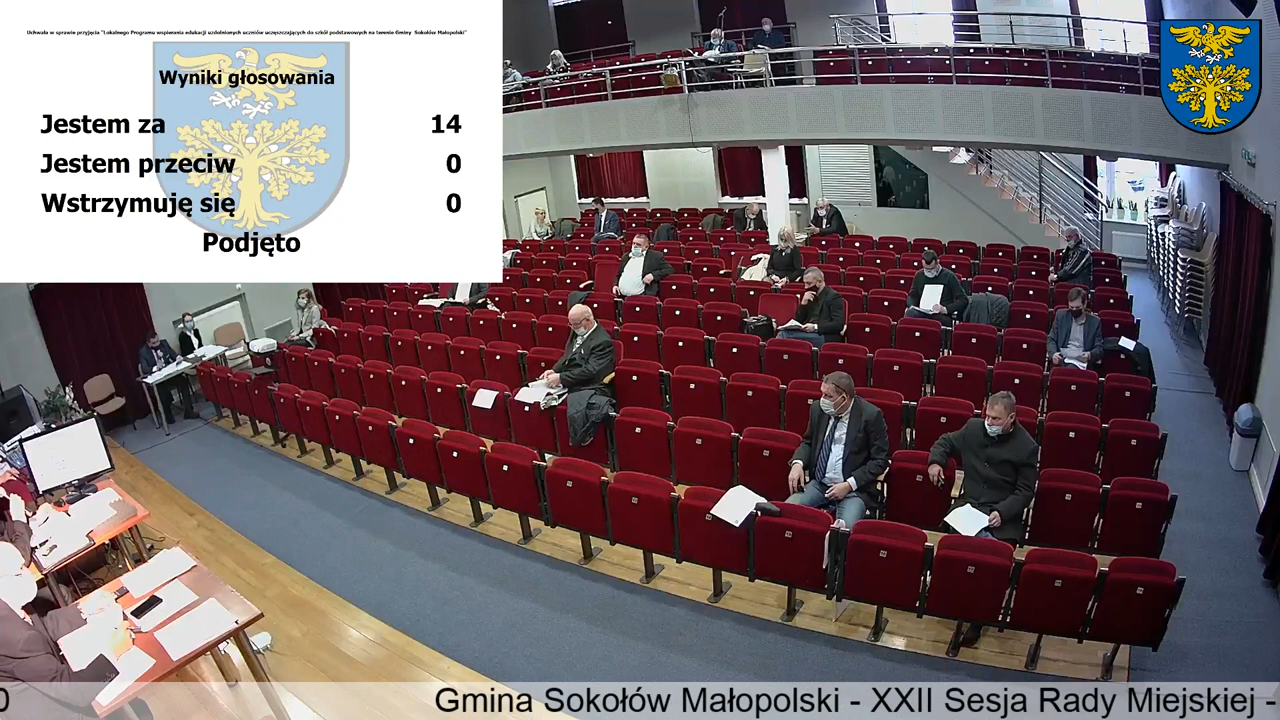 Uchwała w sprawie przyjęcia "Lokalnego Programu wspierania edukacji uzdolnionych uczniów uczęszczających do szkół podstawowych na terenie Gminy Sokołów Małopolski"
Wyniki głosowania
Jestem za 14
Jestem przeciw 0
Wstrzymuję się 0
Podjęto
0 Gmina Sokołów Małopolski - XXII Sesja Rady Miejskiej -